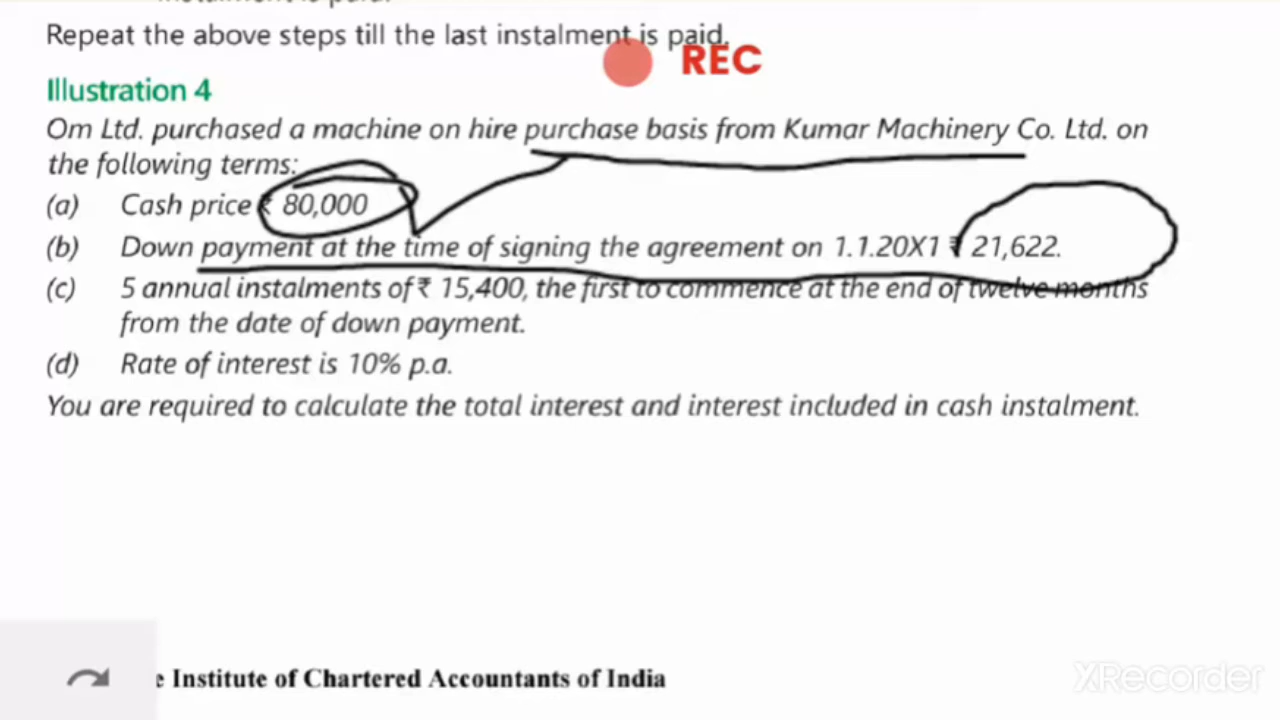 Repeat the above steps till the last instalment is paid.
REC
Illustration 4
Om Ltd. purchased a machine on hire purchase basis from Kumar Machinery Co. Ltd. on
the following terms:
(a) Cash price ₹ 80,000
(b) Down payment at the time of signing the agreement on 1.1.20X1 ₹ 21,622.
(c) 5 annual instalments of ₹ 15,400, the first to commence at the end of twelve months
from the date of down payment.
(d) Rate of interest is 10% p.a.
You are required to calculate the total interest and interest included in cash instalment.
e Institute of Chartered Accountants of India
XRecorder